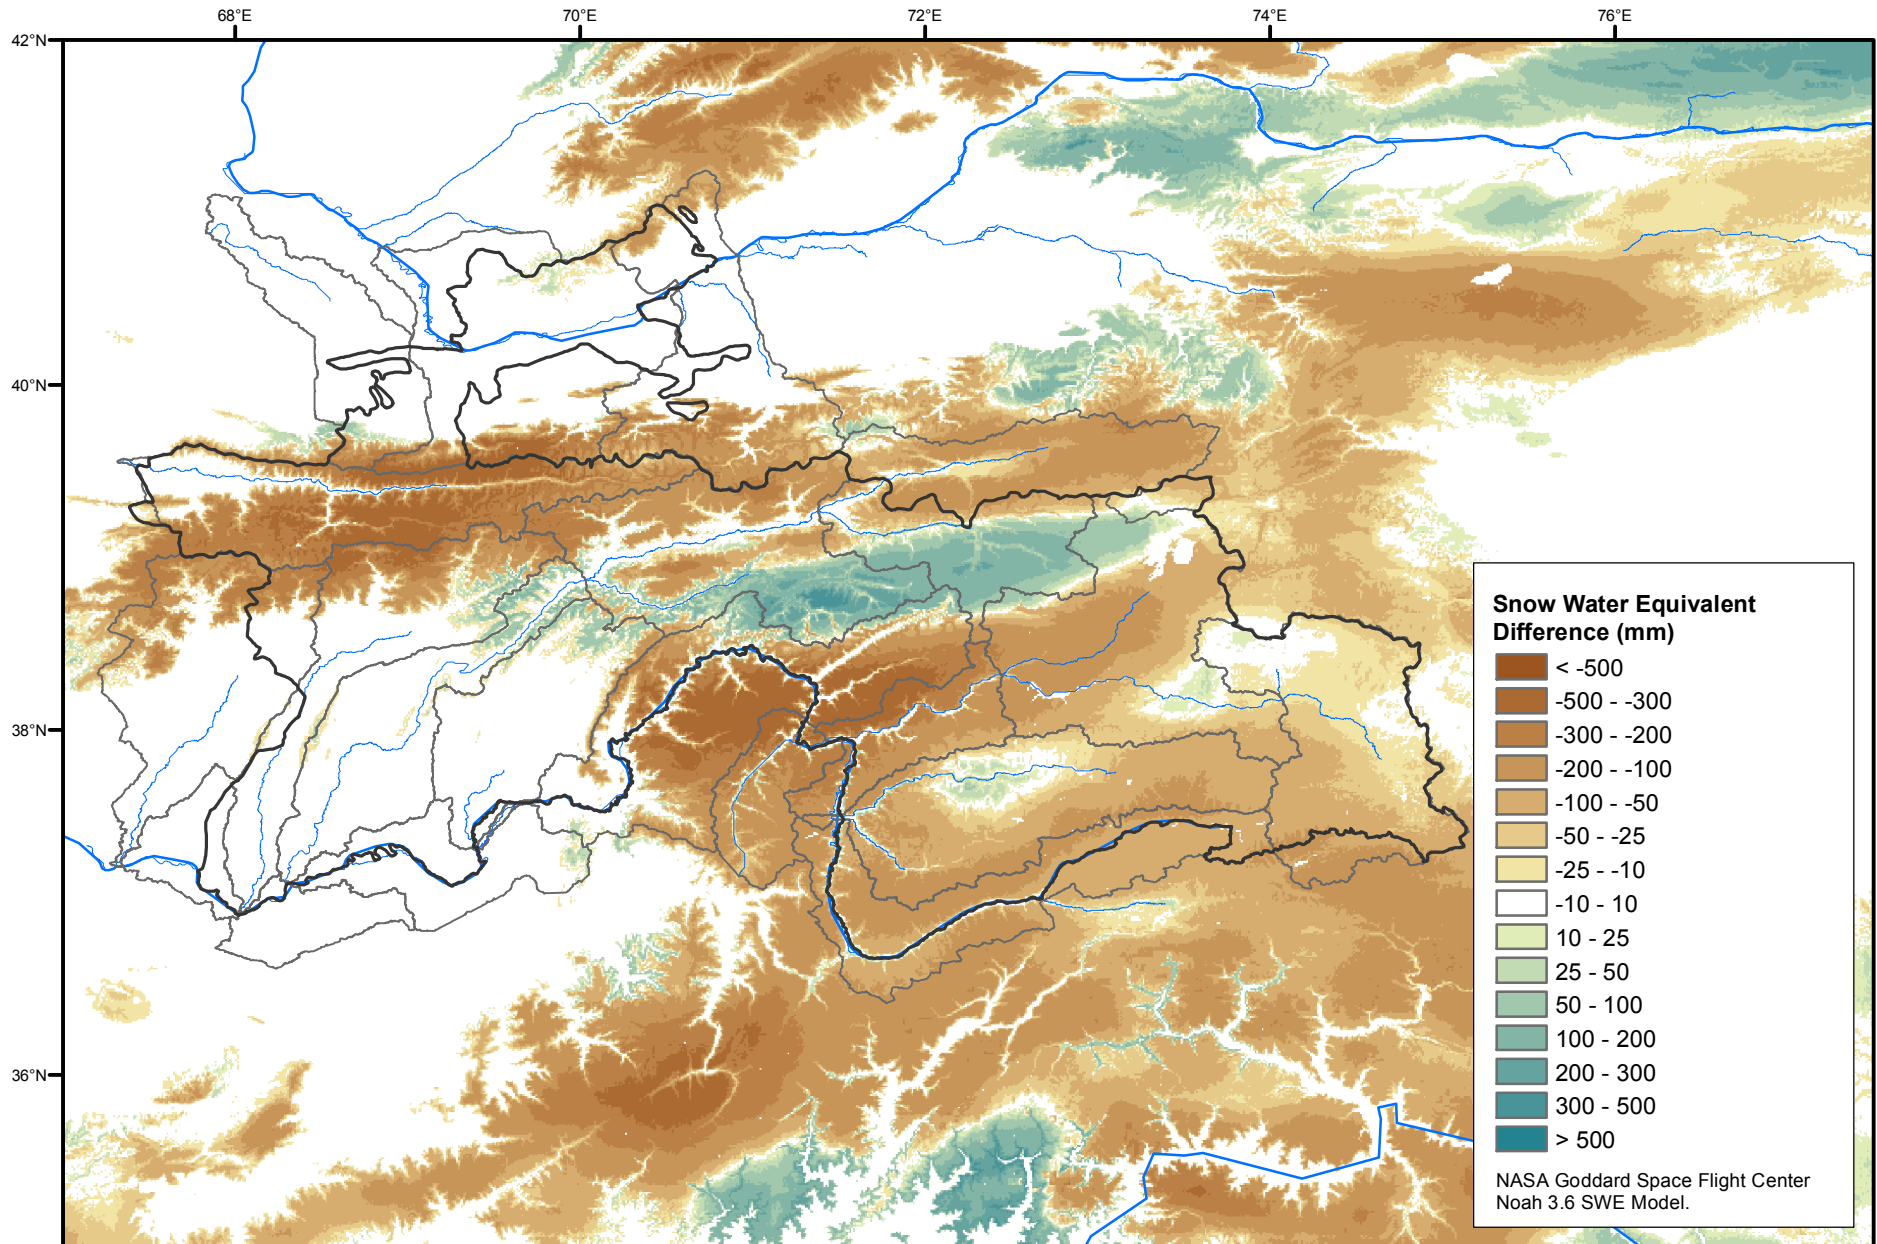 68°E
70°E
72°E
74°E
76°E
42°N
40°N
38°N
36°N
Snow Water Equivalent
Difference (mm)
< -500
-500 - -300
-300 - -200
-200 - -100
-100 - -50
-50 - -25
-25 - -10
-10 - 10
10 - 25
25 - 50
50 - 100
100 - 200
200 - 300
300 - 500
> 500
NASA Goddard Space Flight Center
Noah 3.6 SWE Model.